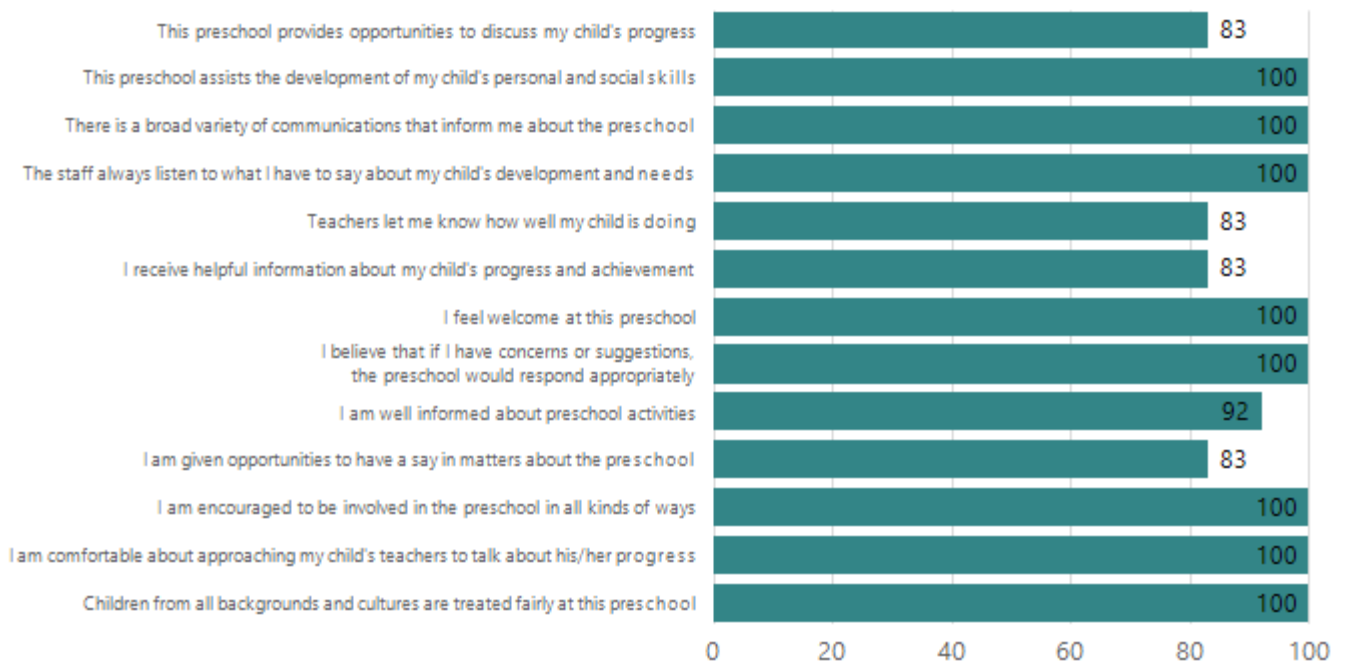 This preschool provides opportunities to discuss my child's progress 83
This preschool assists the development of my child's personal and social skills 100
There is a broad variety of communications that inform me about the preschool 100
The staff always listen to what I have to say about my child's development and needs 100
Teachers let me know how well my child is doing 83
I receive helpful information about my child's progress and achievement 83
I feel welcome at this preschool 100
I believe that if I have concerns or suggestions,
the preschool would respond appropriately 100
I am well informed about preschool activities 92
I am given opportunities to have a say in matters about the preschool 83
I am encouraged to be involved in the preschool in all kinds of ways 100
I am comfortable about approaching my child's teachers to talk about his/her progress 100
Children from all backgrounds and cultures are treated fairly at this preschool 100
0 20 40 60 80 100